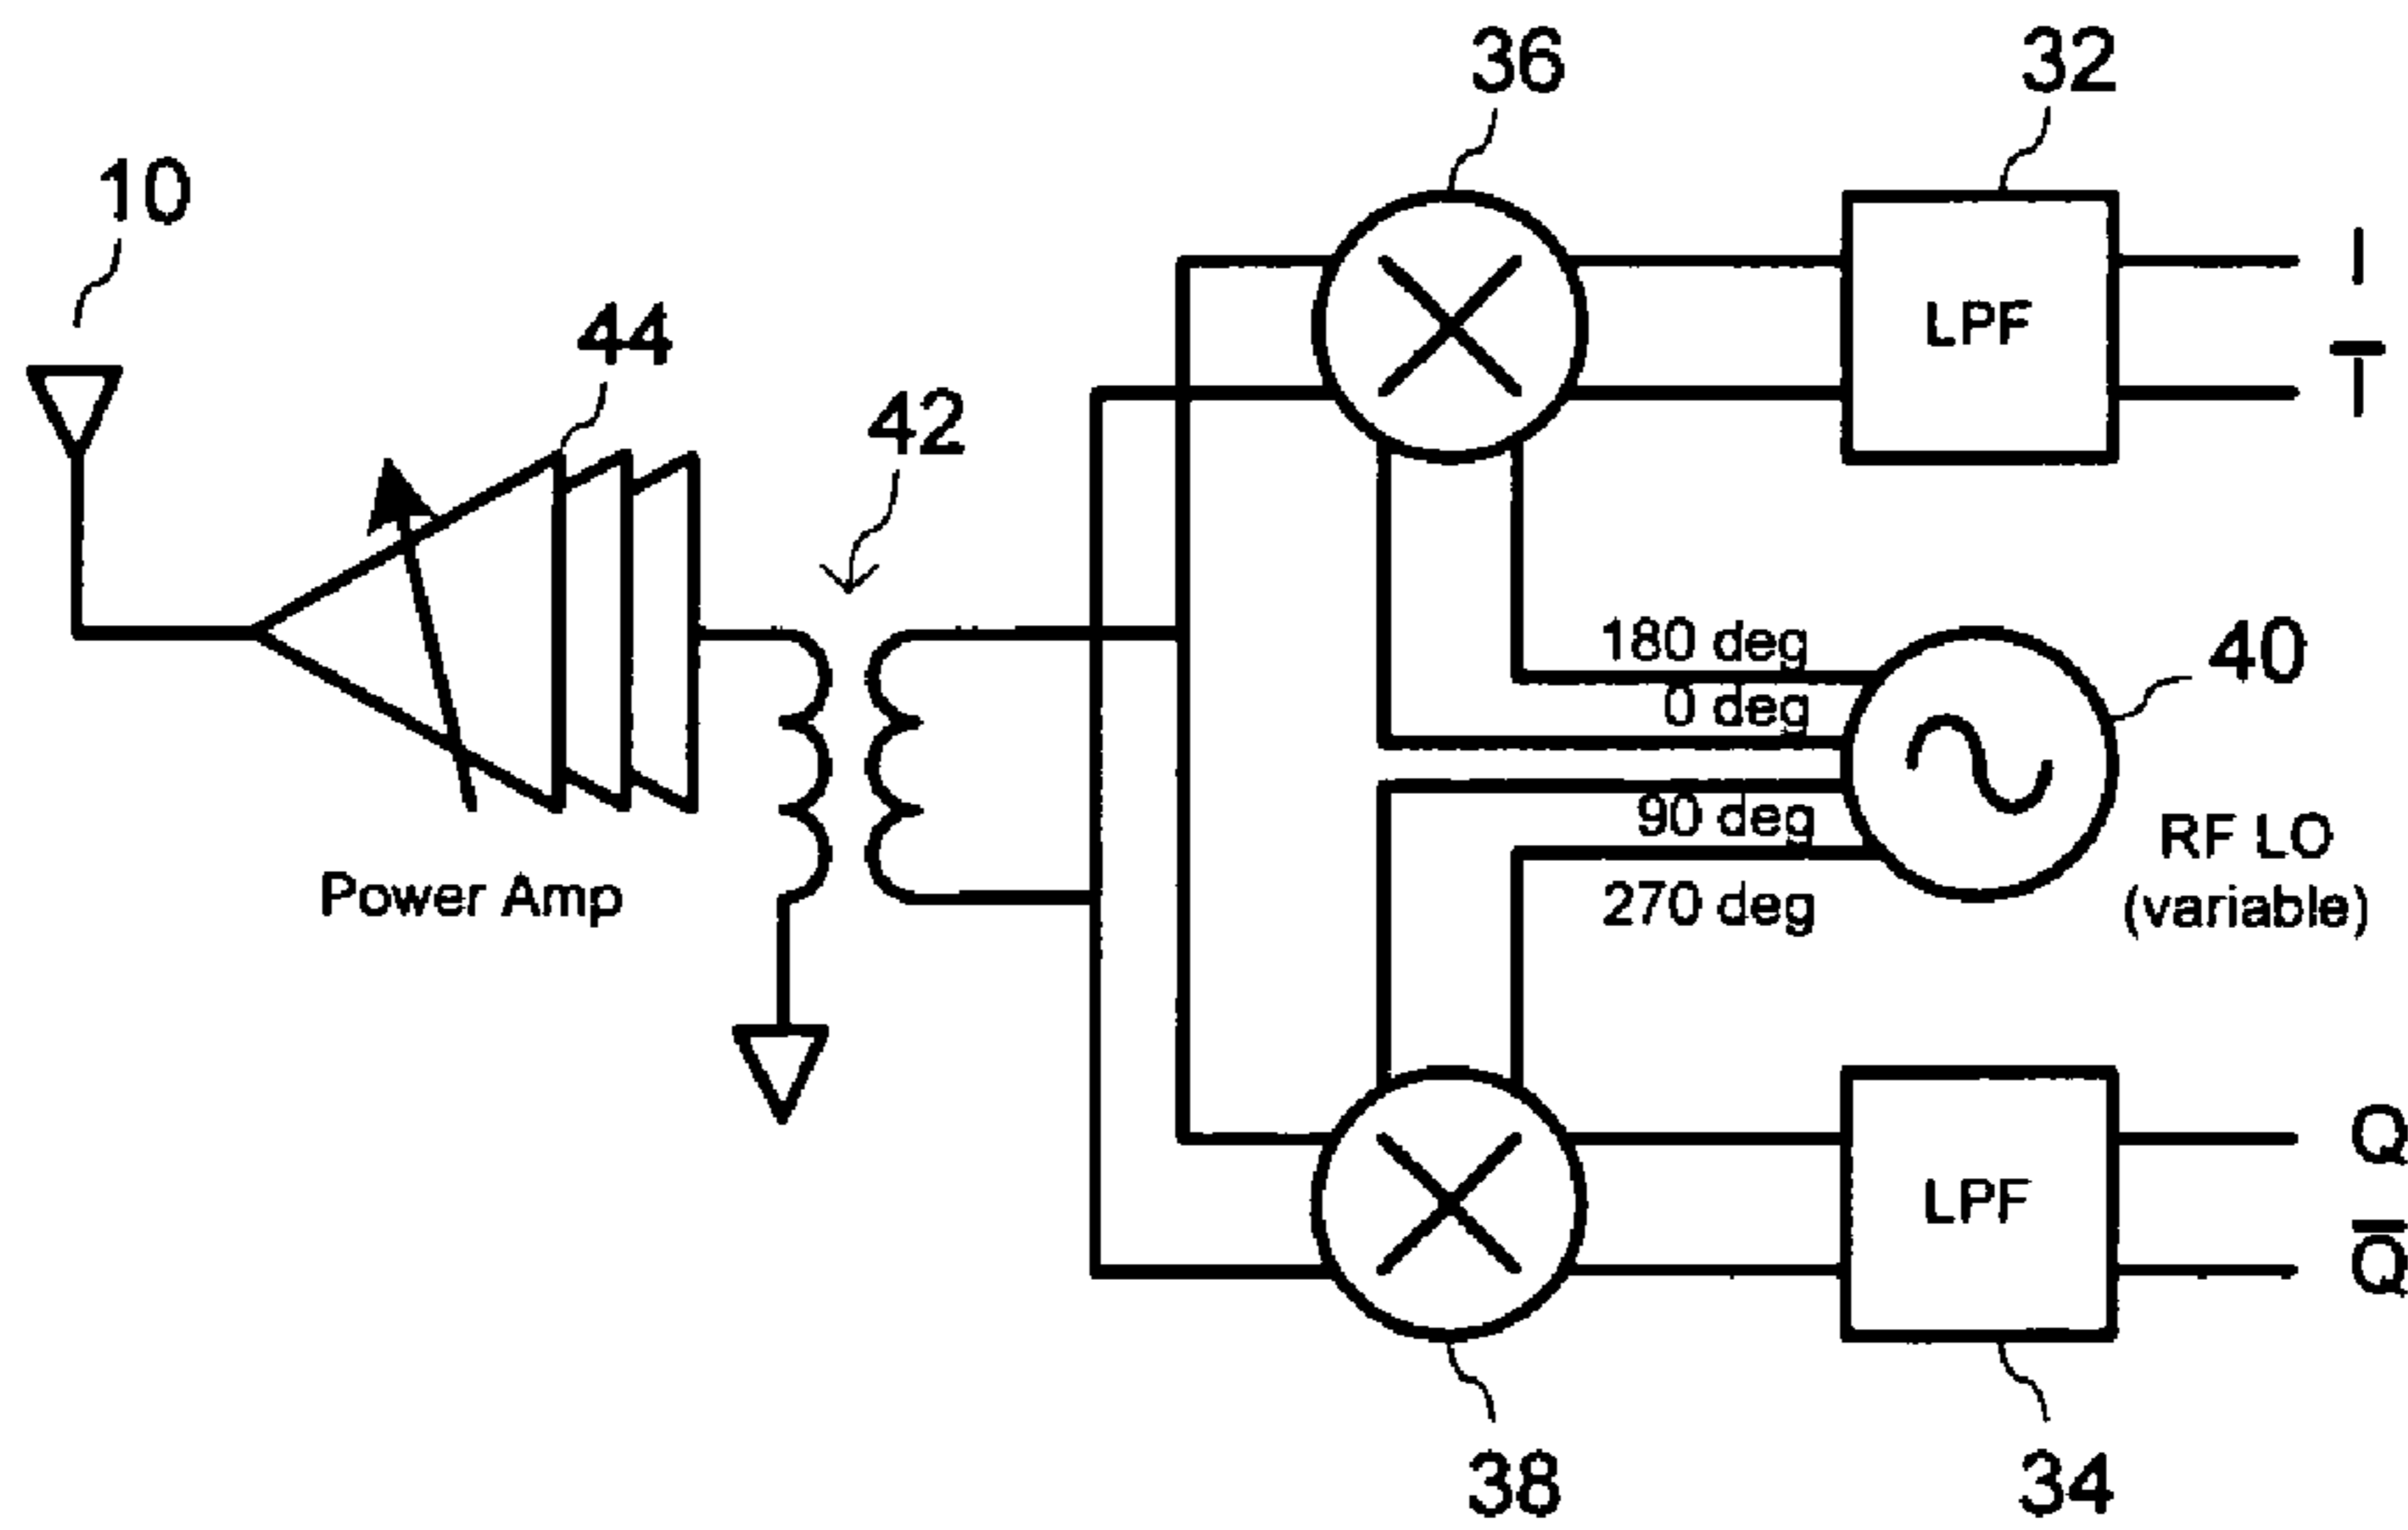 36
32
10
I
44
LPF
I̅
42
180 deg
40
0 deg
90 deg
RF LO
Power Amp
270 deg
(variable)
Q
LPF
Q̅
38
34